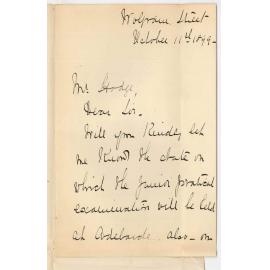 Wolfram Street
October 11th 1899 -
Mr Hodge,
Dear Sir -
Will you Kindly let
me Know the date on
which the junior practical
examination will be held
at Adelaide. also - on